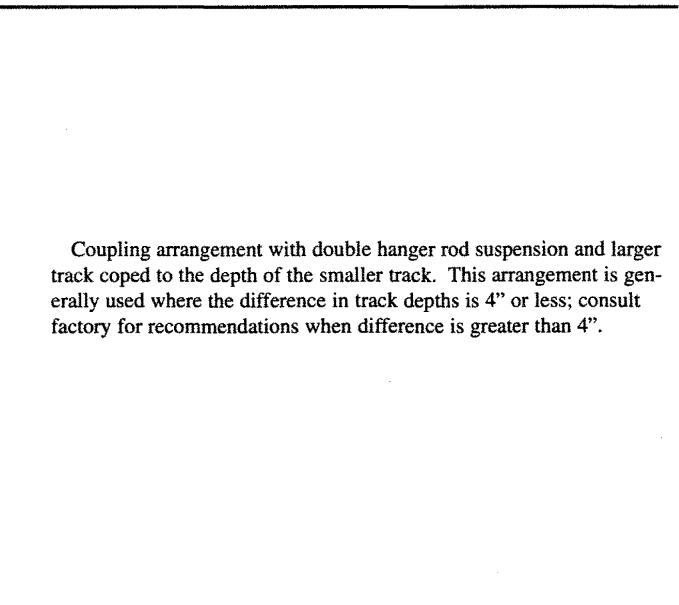 Coupling arrangement with double hanger rod suspension and larger
track coped to the depth of the smaller track. This arrangement is gen-
erally used where the difference in track depths is 4” or less; consult
factory for recommendations when difference is greater than 4”.